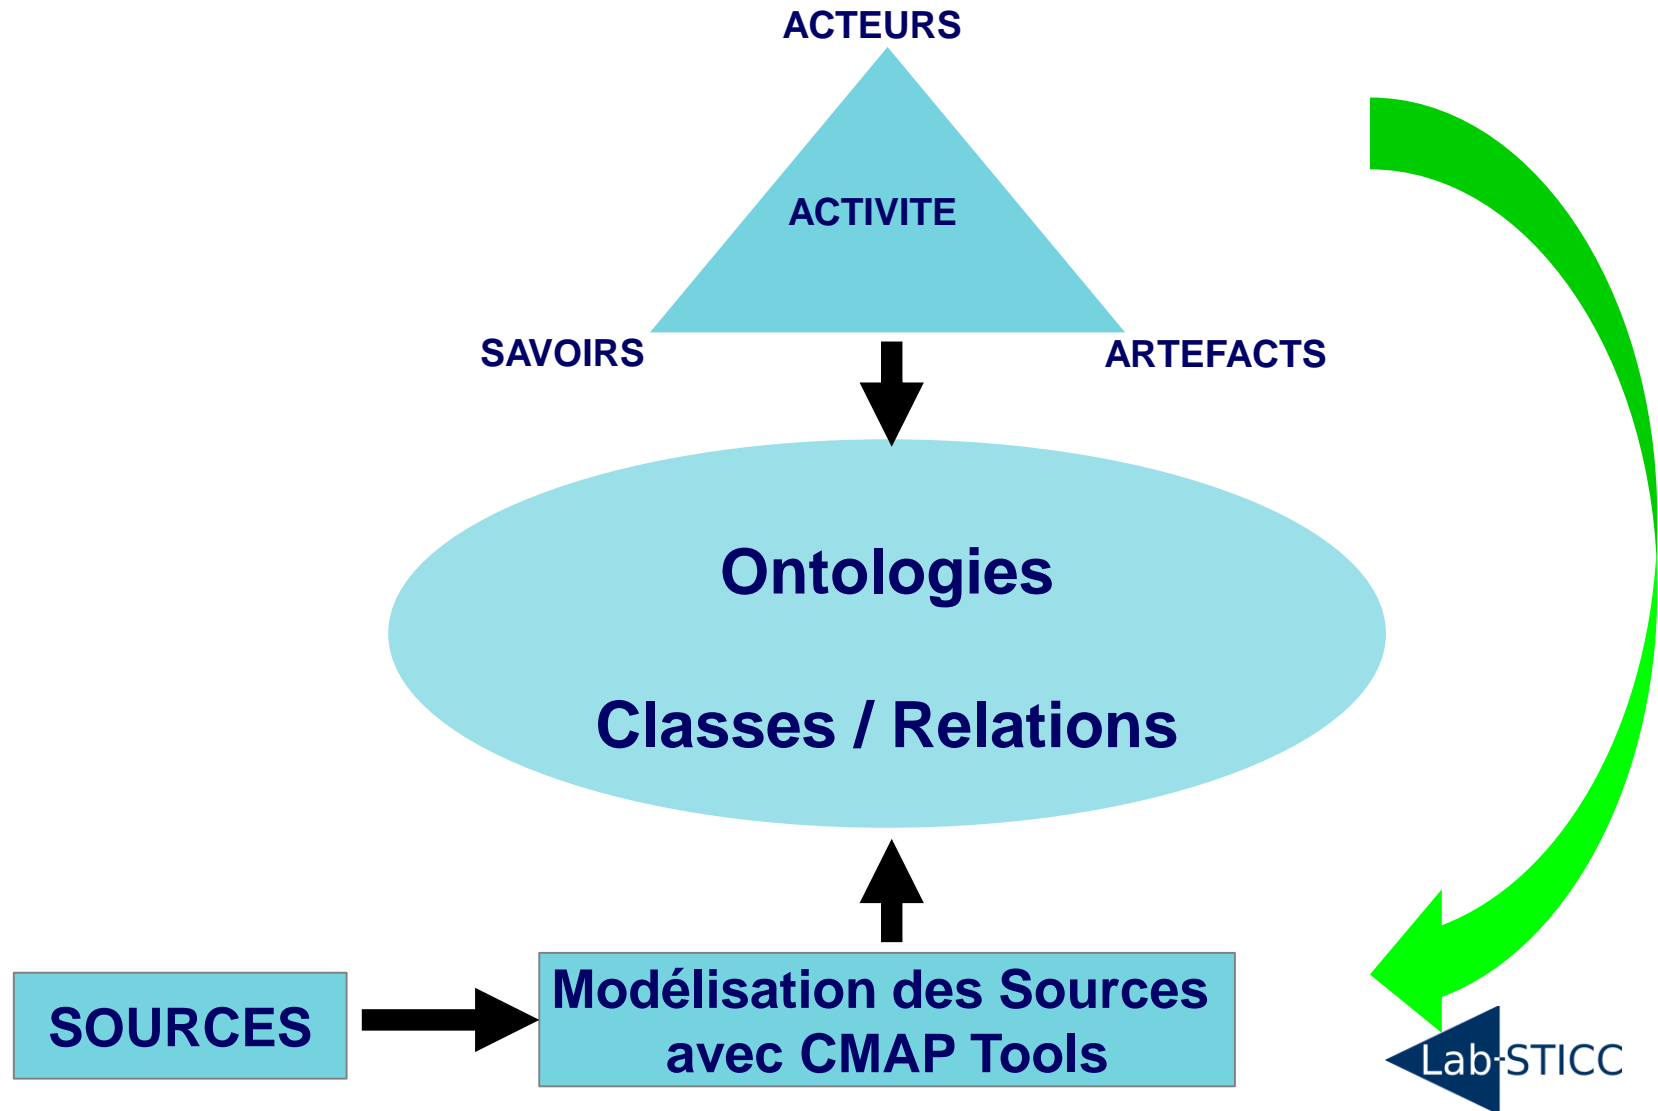 ACTEURS
ACTIVITE
SAVOIRS
ARTEFACTS
Ontologies
Classes / Relations
SOURCES
Modélisation des Sources
avec CMAP Tools
Lab-STICC